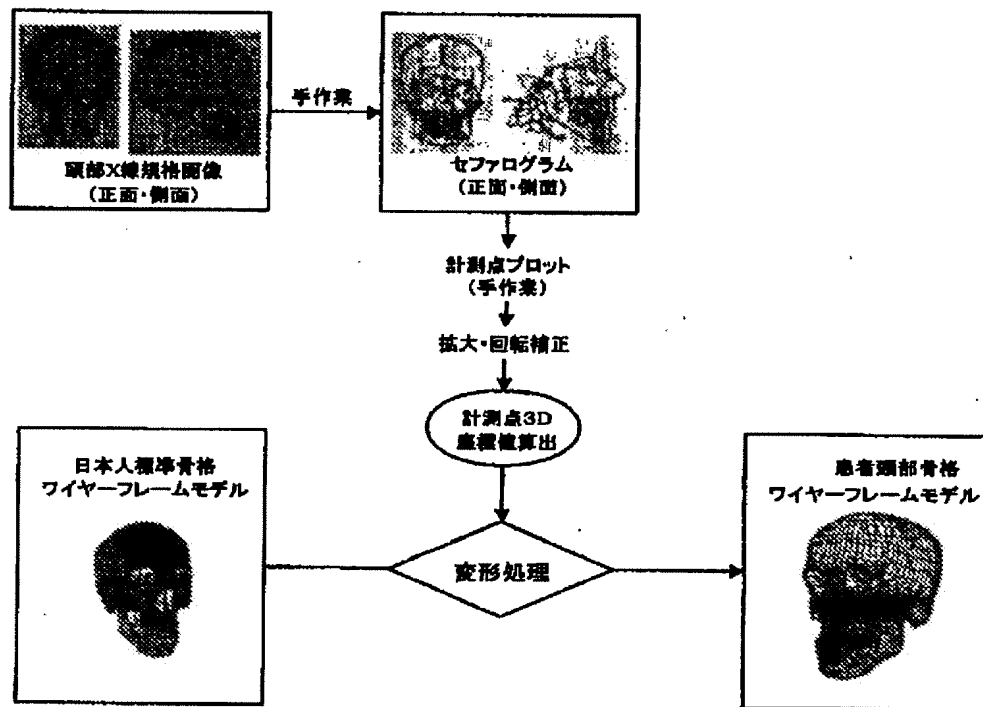 手作業
頭部X線規格画像
(正面・側面)
セファログラム
(正面・側面)
計測点プロット
(手作業)
拡大・回転補正
計測点3D
座標値算出
日本人標準骨格
ワイヤーフレームモデル
変形処理
患者頭部骨格
ワイヤーフレームモデル